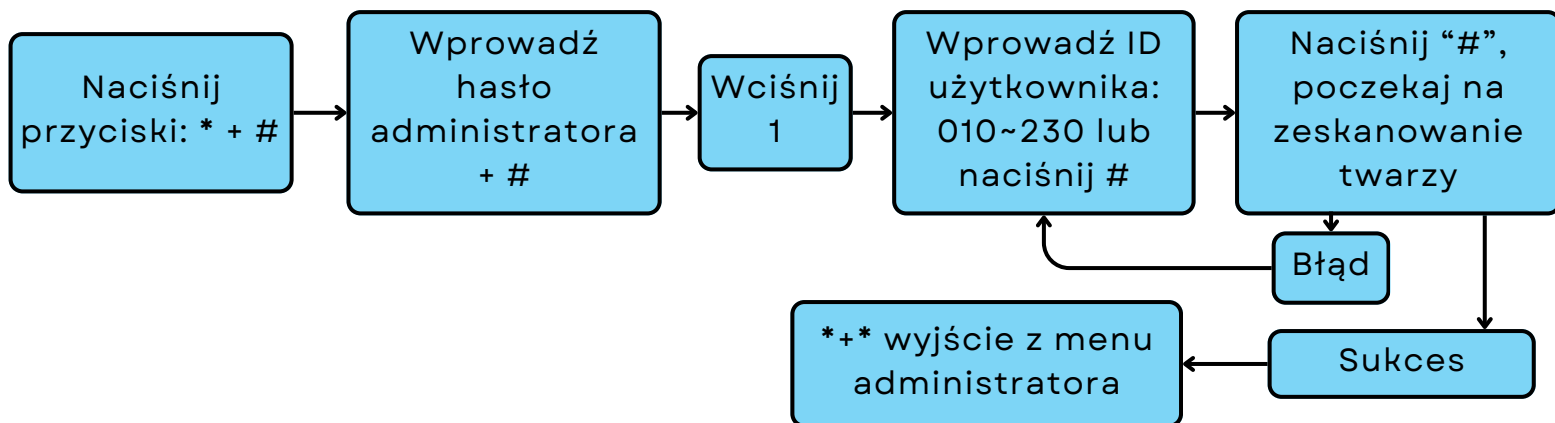 Naciśnij
przyciski: * + #
Wprowadź
hasło
administratora
+ #
Wciśnij
1
Wprowadź ID
użytkownika:
010~230 lub
naciśnij #
Naciśnij “#”,
poczekaj na
zeskanowanie
twarzy
Błąd
Sukces
*+* wyjście z menu
administratora